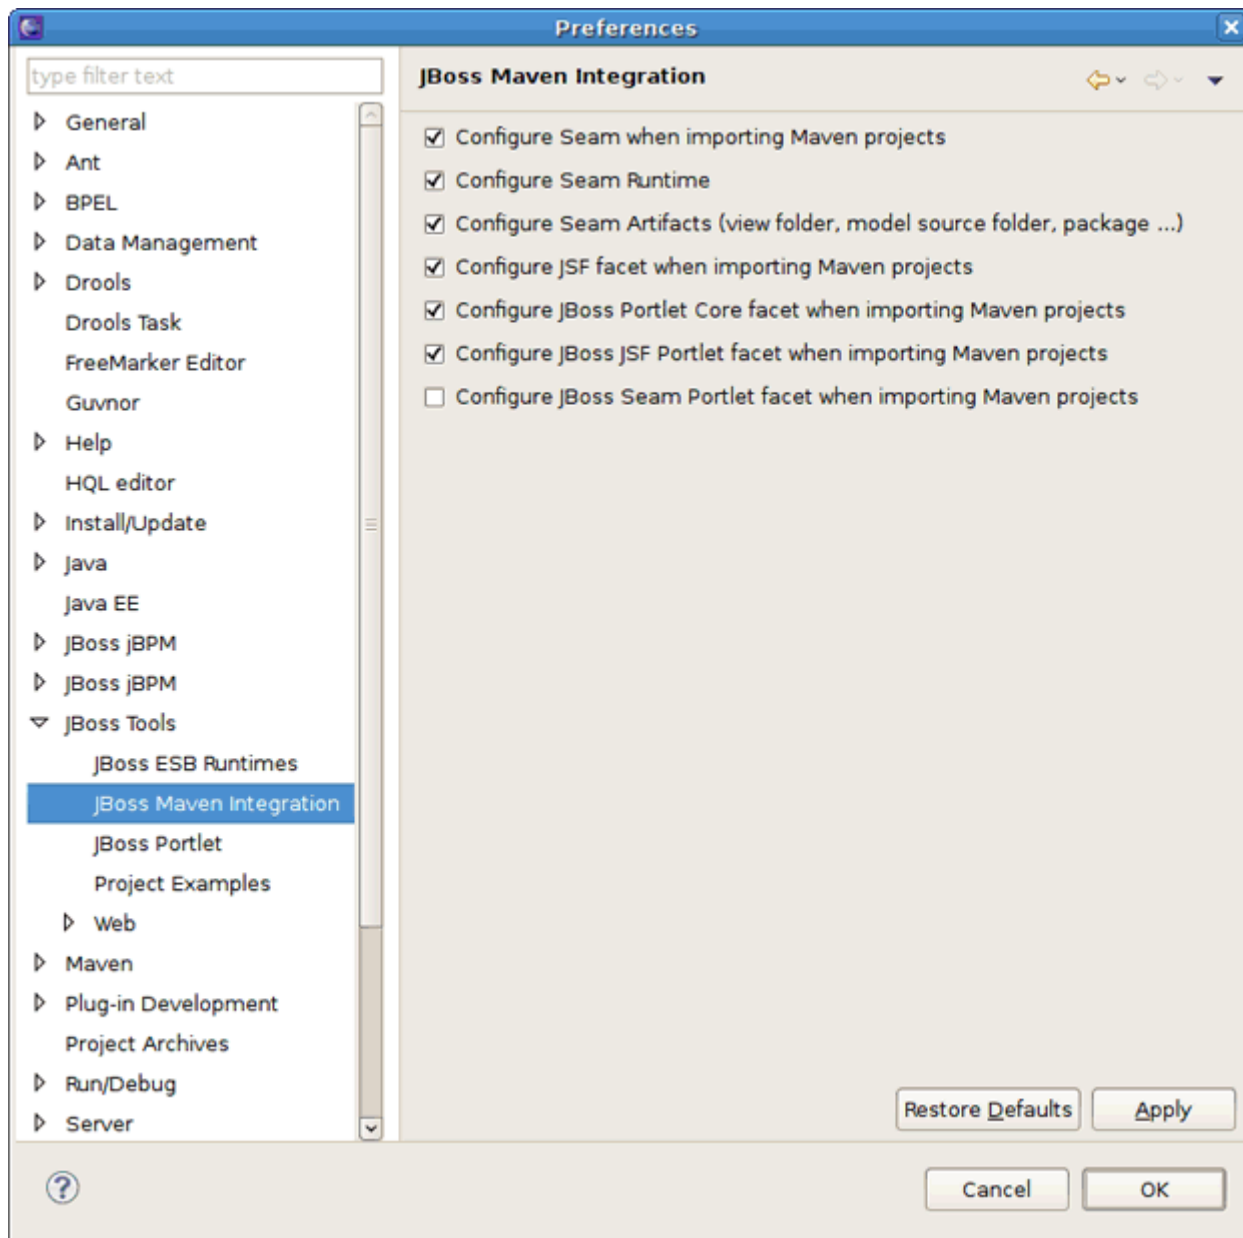 Preferences
type filter text
General
Ant
BPEL
Data Management
Drools
Drools Task
FreeMarker Editor
Guvnor
Help
HQL editor
Install/Update
Java
Java EE
JBoss jBPM
JBoss jBPM
JBoss Tools
JBoss ESB Runtimes
JBoss Maven Integration
JBoss Portlet
Project Examples
Web
Maven
Plug-in Development
Project Archives
Run/Debug
Server
JBoss Maven Integration
Configure Seam when importing Maven projects
Configure Seam Runtime
Configure Seam Artifacts (view folder, model source folder, package ...)
Configure JSF facet when importing Maven projects
Configure JBoss Portlet Core facet when importing Maven projects
Configure JBoss JSF Portlet facet when importing Maven projects
Configure JBoss Seam Portlet facet when importing Maven projects
Restore Defaults
Apply
?
Cancel
OK